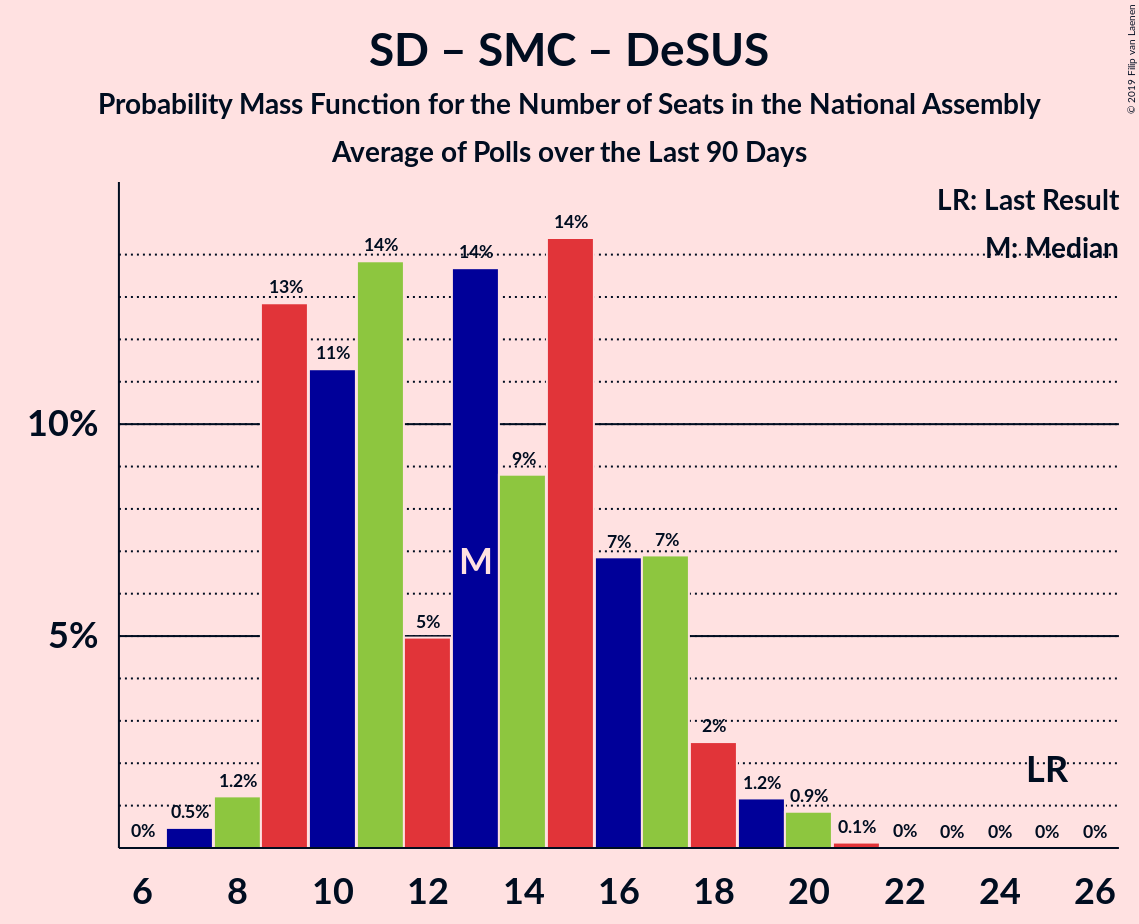 SD – SMC – DeSUS
Probability Mass Function for the Number of Seats in the National Assembly
Average of Polls over the Last 90 Days
© 2019 Filip van Laenen
LR: Last Result
M: Median
10%
5%
0%
0.5%
1.2%
13%
11%
14%
5%
14%
9%
14%
7%
7%
2%
1.2%
0.9%
0.1%
0%
0%
0%
0%
0%
M
LR
6 8 10 12 14 16 18 20 22 24 26